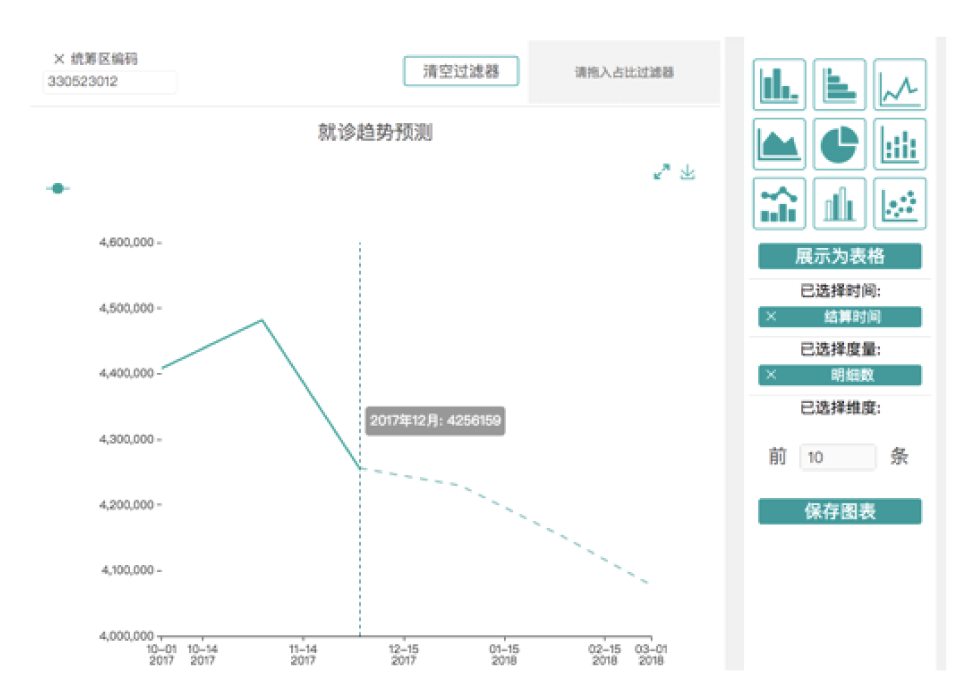 × 统筹区编码
330523012
清空过滤器
请拖入占比过滤器
就诊趋势预测
4,600,000
4,500,000
4,400,000
4,300,000
4,200,000
4,100,000
4,000,000
2017年12月: 4256159
10-01 10-14 11-14 12-15 01-15 02-15 03-01
2017 2017 2017 2017 2018 2018 2018
展示为表格
已选择时间:
× 结算时间
已选择度量:
× 明细数
已选择维度:
前 10 条
保存图表